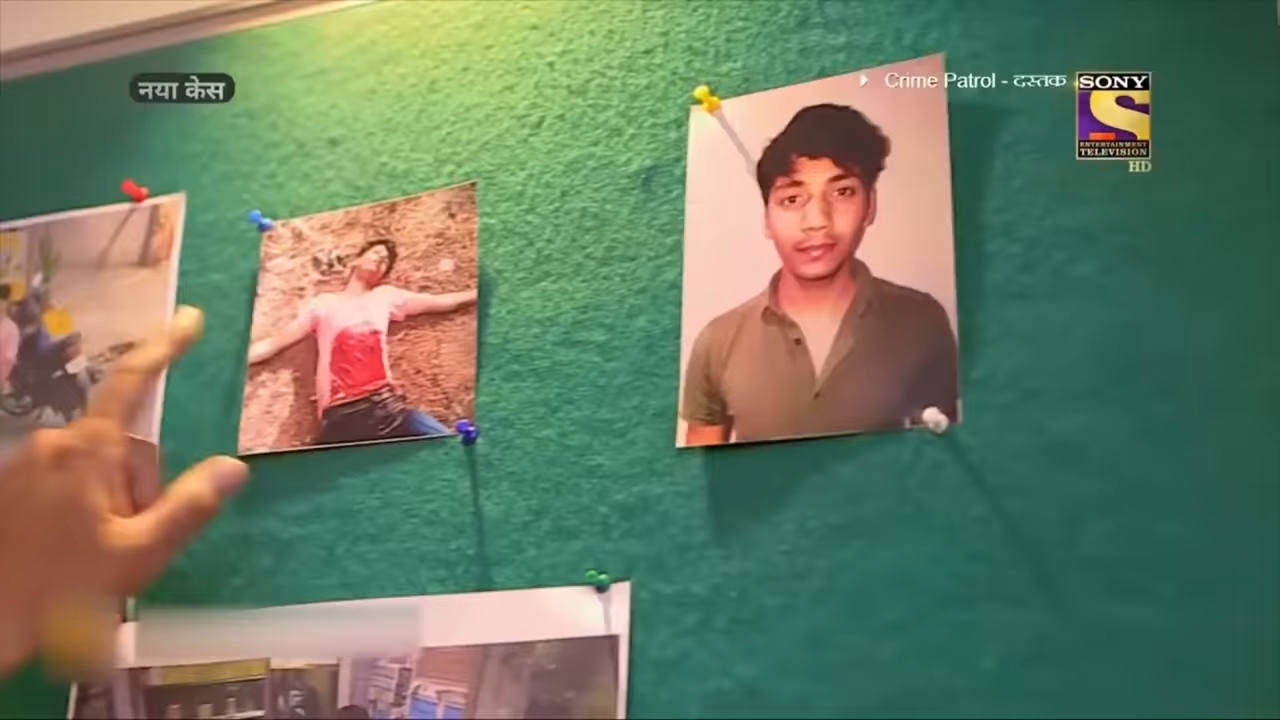 नया केस
Crime Patrol - दस्तक
SONY
ENTERTAINMENT
TELEVISION
HD